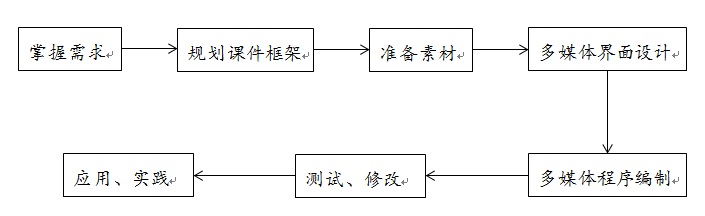 掌握需求
规划课件框架
准备素材
多媒体界面设计
多媒体程序编制
测试、修改
应用、实践